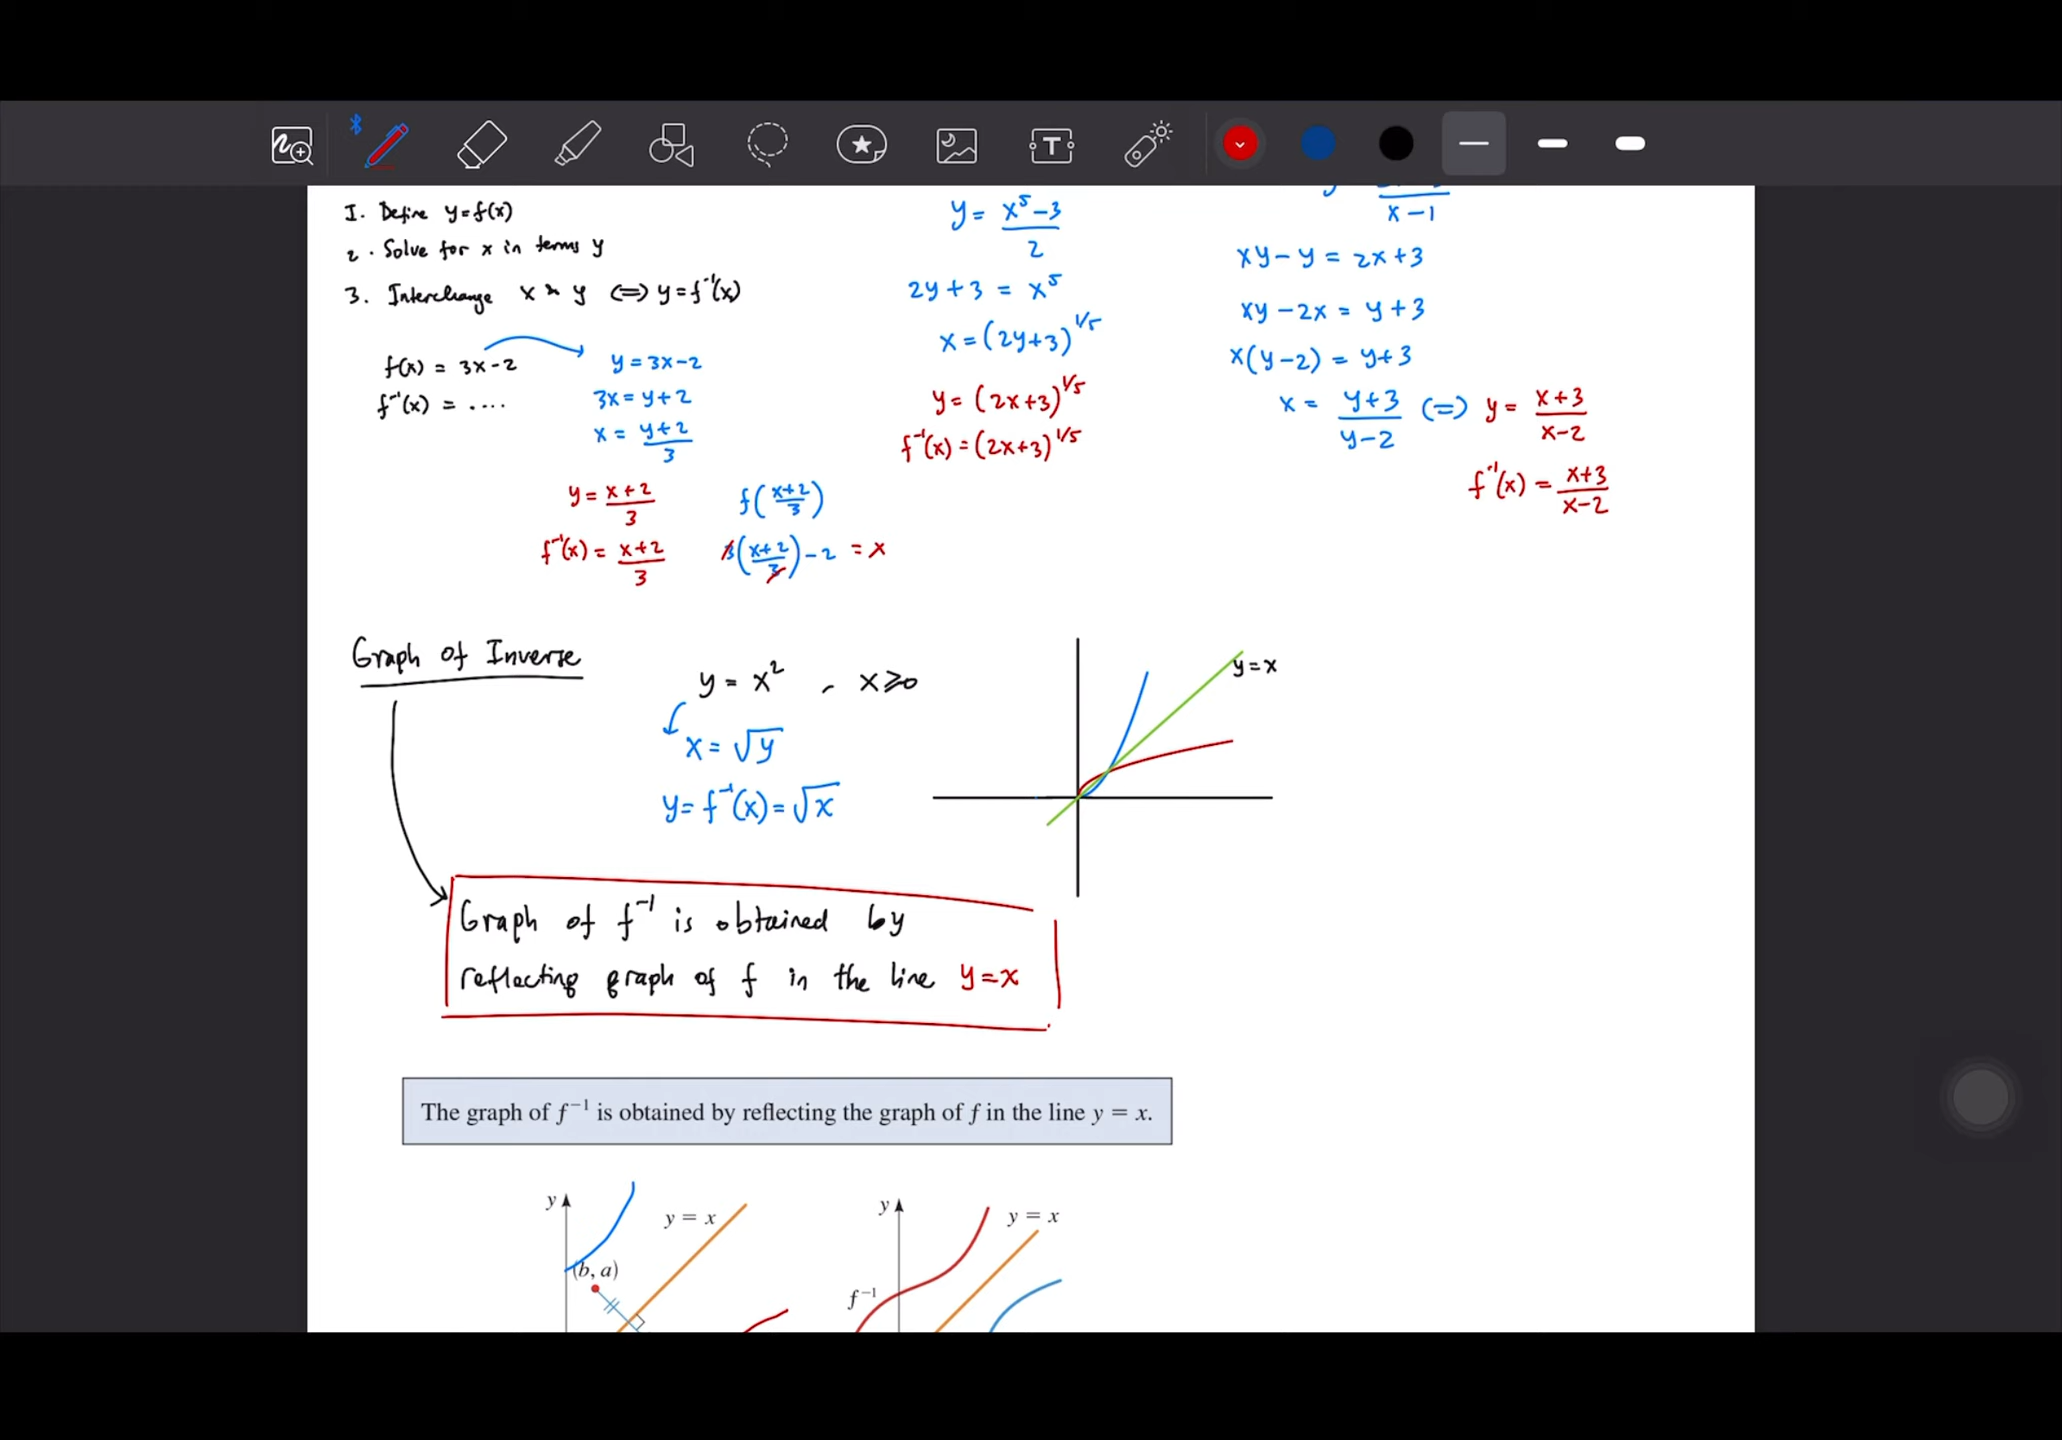 1. Define y=f(x)
2. Solve for x in terms y
3. Interchange x & y ⇔ y=f⁻¹(x)
f(x) = 3x-2
f⁻¹(x) = ....
y = 3x-2
3x = y+2
x = (y+2)/3
y = (x+2)/3
f⁻¹(x) = (x+2)/3
f((x+2)/3)
3((x+2)/3) - 2 = x
y = (x⁵-3)/2
2y+3 = x⁵
x = (2y+3)^1/5
y = (2x+3)^1/5
f⁻¹(x) = (2x+3)^1/5
x-1
xy-y = 2x+3
xy-2x = y+3
x(y-2) = y+3
x = (y+3)/(y-2) ⇔ y = (x+3)/(x-2)
f⁻¹(x) = (x+3)/(x-2)
Graph of Inverse
y = x² , x≥0
x = √y
y = f⁻¹(x) = √x
y=x
Graph of f⁻¹ is obtained by
reflecting graph of f in the line y=x
The graph of f⁻¹ is obtained by reflecting the graph of f in the line y = x.
y
y = x
(b, a)
y
y = x
f⁻¹